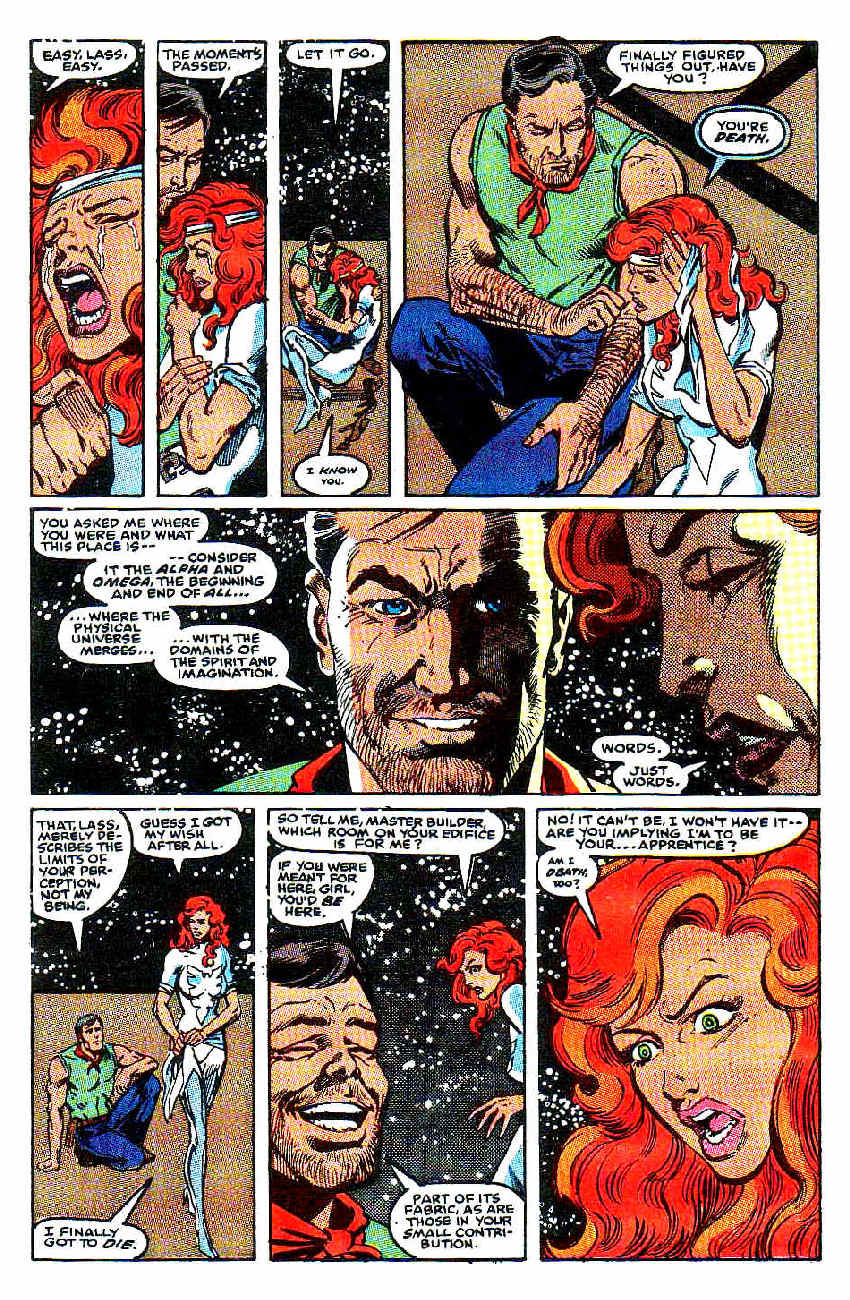 EASY, LASS,
EASY.
THE MOMENT'S
PASSED.
LET IT GO.
I KNOW
YOU.
FINALLY FIGURED
THINGS OUT, HAVE
YOU?
YOU'RE
DEATH.
YOU ASKED ME WHERE
YOU WERE AND WHAT
THIS PLACE IS--
-- CONSIDER
IT THE ALPHA AND
OMEGA, THE BEGINNING
AND END OF ALL...
...WHERE THE
PHYSICAL
UNIVERSE
MERGES...
...WITH THE
DOMAINS OF
THE SPIRIT AND
IMAGINATION.
WORDS.
JUST
WORDS.
THAT, LASS,
MERELY DE-
SCRIBES THE
LIMITS OF
YOUR PER-
CEPTION,
NOT MY
BEING.
GUESS I GOT
MY WISH
AFTER ALL.
I FINALLY
GOT TO DIE.
SO TELL ME, MASTER BUILDER,
WHICH ROOM ON YOUR EDIFICE
IS FOR ME?
IF YOU WERE
MEANT FOR
HERE, GIRL,
YOU'D BE
HERE.
PART OF ITS
FABRIC, AS ARE
THOSE IN YOUR
SMALL CONTRI-
BUTION.
NO! IT CAN'T BE, I WON'T HAVE IT--
ARE YOU IMPLYING I'M TO BE
YOUR...APPRENTICE?
AM I
DEATH,
TOO?